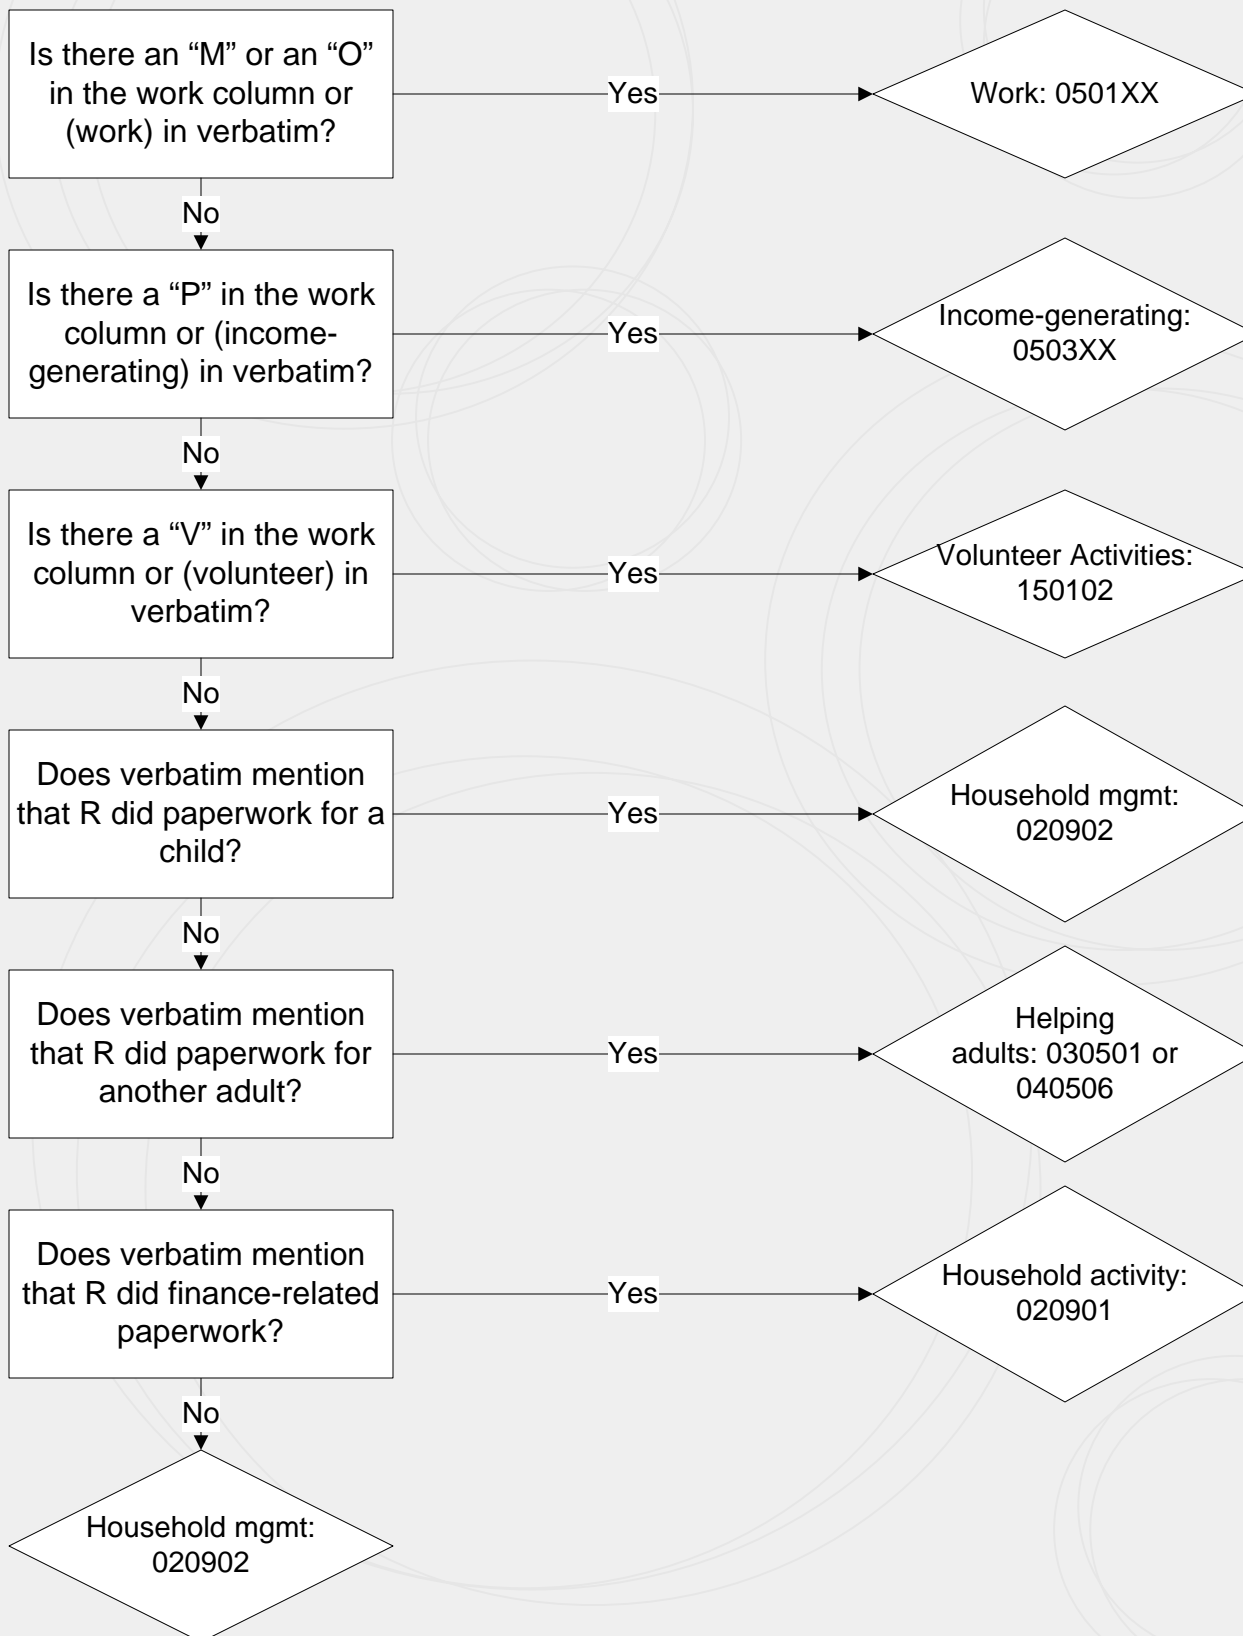 Is there an “M” or an “O”
in the work column or
(work) in verbatim?
Yes
Work: 0501XX
No
Is there a “P” in the work
column or (income-
generating) in verbatim?
Yes
Income-generating:
0503XX
No
Is there a “V” in the work
column or (volunteer) in
verbatim?
Yes
Volunteer Activities:
150102
No
Does verbatim mention
that R did paperwork for a
child?
Yes
Household mgmt:
020902
No
Does verbatim mention
that R did paperwork for
another adult?
Yes
Helping
adults: 030501 or
040506
No
Does verbatim mention
that R did finance-related
paperwork?
Yes
Household activity:
020901
No
Household mgmt:
020902